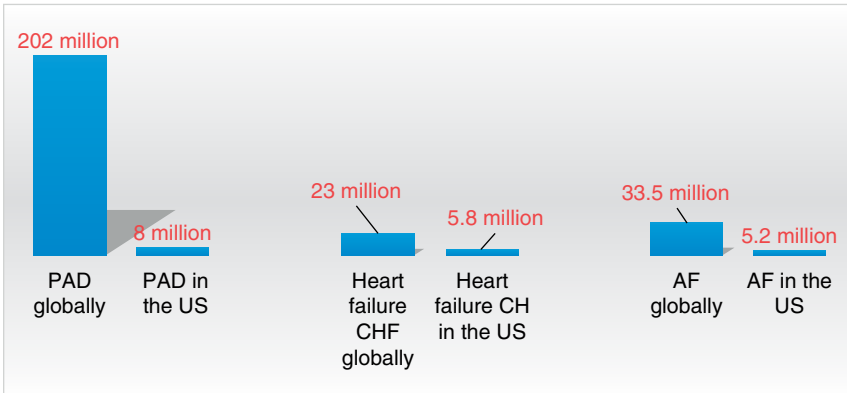 202 million
8 million
23 million
5.8 million
33.5 million
5.2 million
PAD
globally
PAD in
the US
Heart
failure
CHF
globally
Heart
failure CH
in the US
AF
globally
AF in the
US